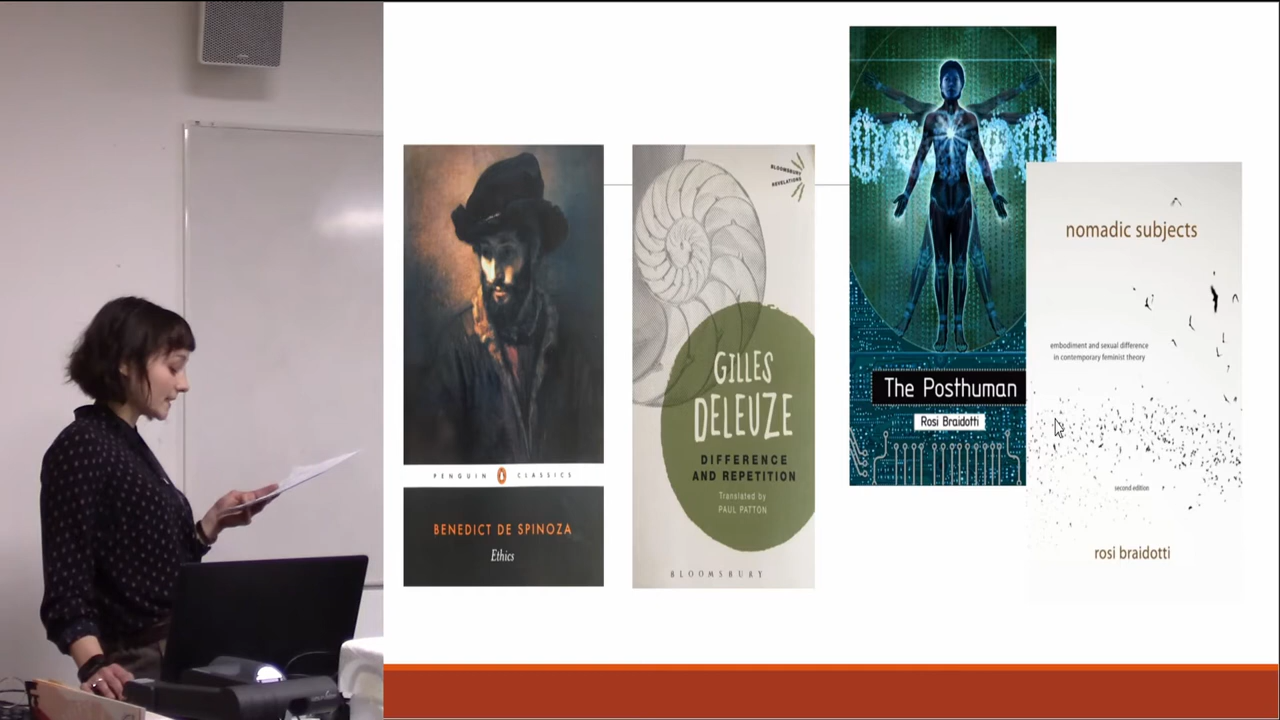 PENGUIN CLASSICS
BENEDICT DE SPINOZA
Ethics
BLOOMSBURY
REVELATIONS
GILLES
DELEUZE
DIFFERENCE
AND REPETITION
Translated by
PAUL PATTON
BLOOMSBURY
The Posthuman
Rosi Braidotti
nomadic subjects
embodiment and sexual difference
in contemporary feminist theory
second edition
rosi braidotti